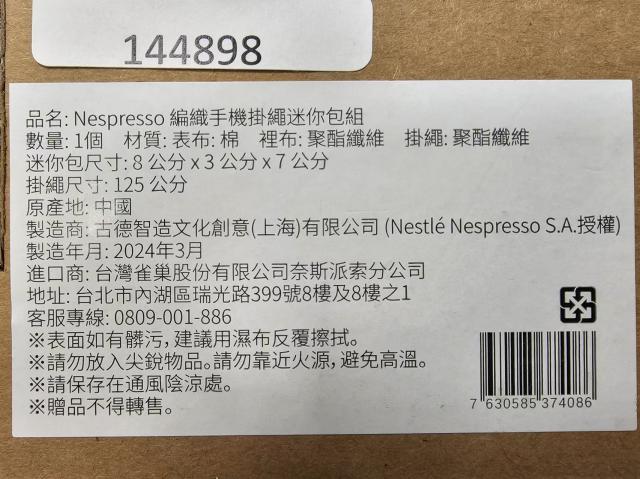 144898
品名: Nespresso 編織手機掛繩迷你包組
數量: 1個 材質: 表布: 棉 裡布: 聚酯纖維 掛繩: 聚酯纖維
迷你包尺寸: 8 公分 x 3 公分 x 7 公分
掛繩尺寸: 125 公分
原產地: 中國
製造商: 古德智造文化創意(上海)有限公司 (Nestlé Nespresso S.A.授權)
製造年月: 2024年3月
進口商: 台灣雀巢股份有限公司奈斯派索分公司
地址: 台北市內湖區瑞光路399號8樓及8樓之1
客服專線: 0809-001-886
※表面如有髒污, 建議用濕布反覆擦拭。
※請勿放入尖銳物品。請勿靠近火源, 避免高溫。
※請保存在通風陰涼處。
※贈品不得轉售。
7 630585 374086